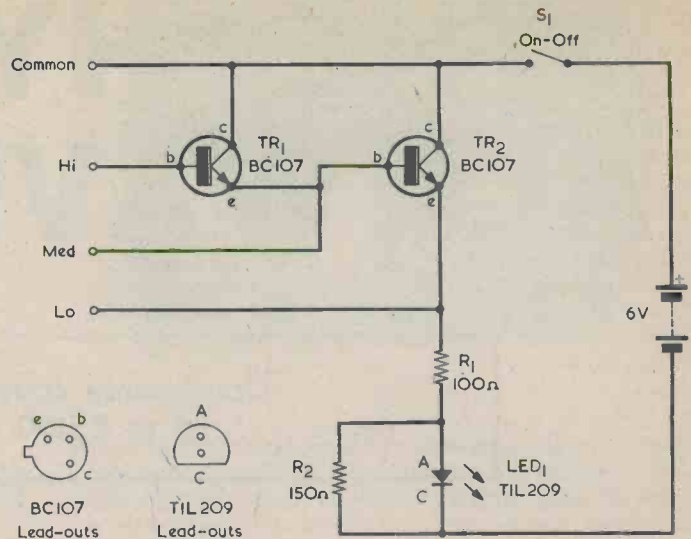 S1
On-Off
Common
c
c
TR1
BC107
TR2
BC107
Hi
b
b
e
e
Med
Lo
+
6V
R1
100Ω
e
b
c
A
C
R2
150Ω
A
C
LED1
TIL209
BC107
Lead-outs
TIL209
Lead-outs